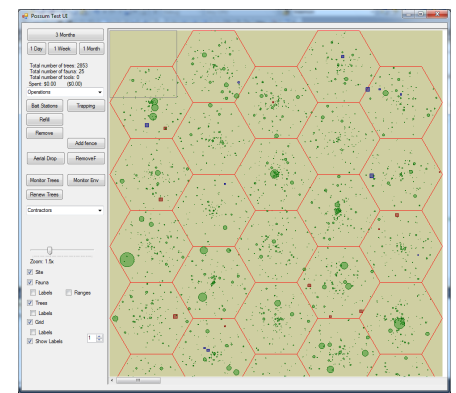 Possum Test UI
3 Months
1 Day 1 Week 1 Month
Total number of trees: 2853
Total number of fauna: 25
Total number of tools: 0
Spent: $0.00 ($0.00)
Operations
Bait Stations Trapping
Refill
Remove
Add fence
Aerial Drop RemoveF
Monitor Trees Monitor Env
Renew Trees
Contractors
Zoom: 1.5x
Site
Fauna
Labels Ranges
Trees
Labels
Grid
Labels
Show Labels 1